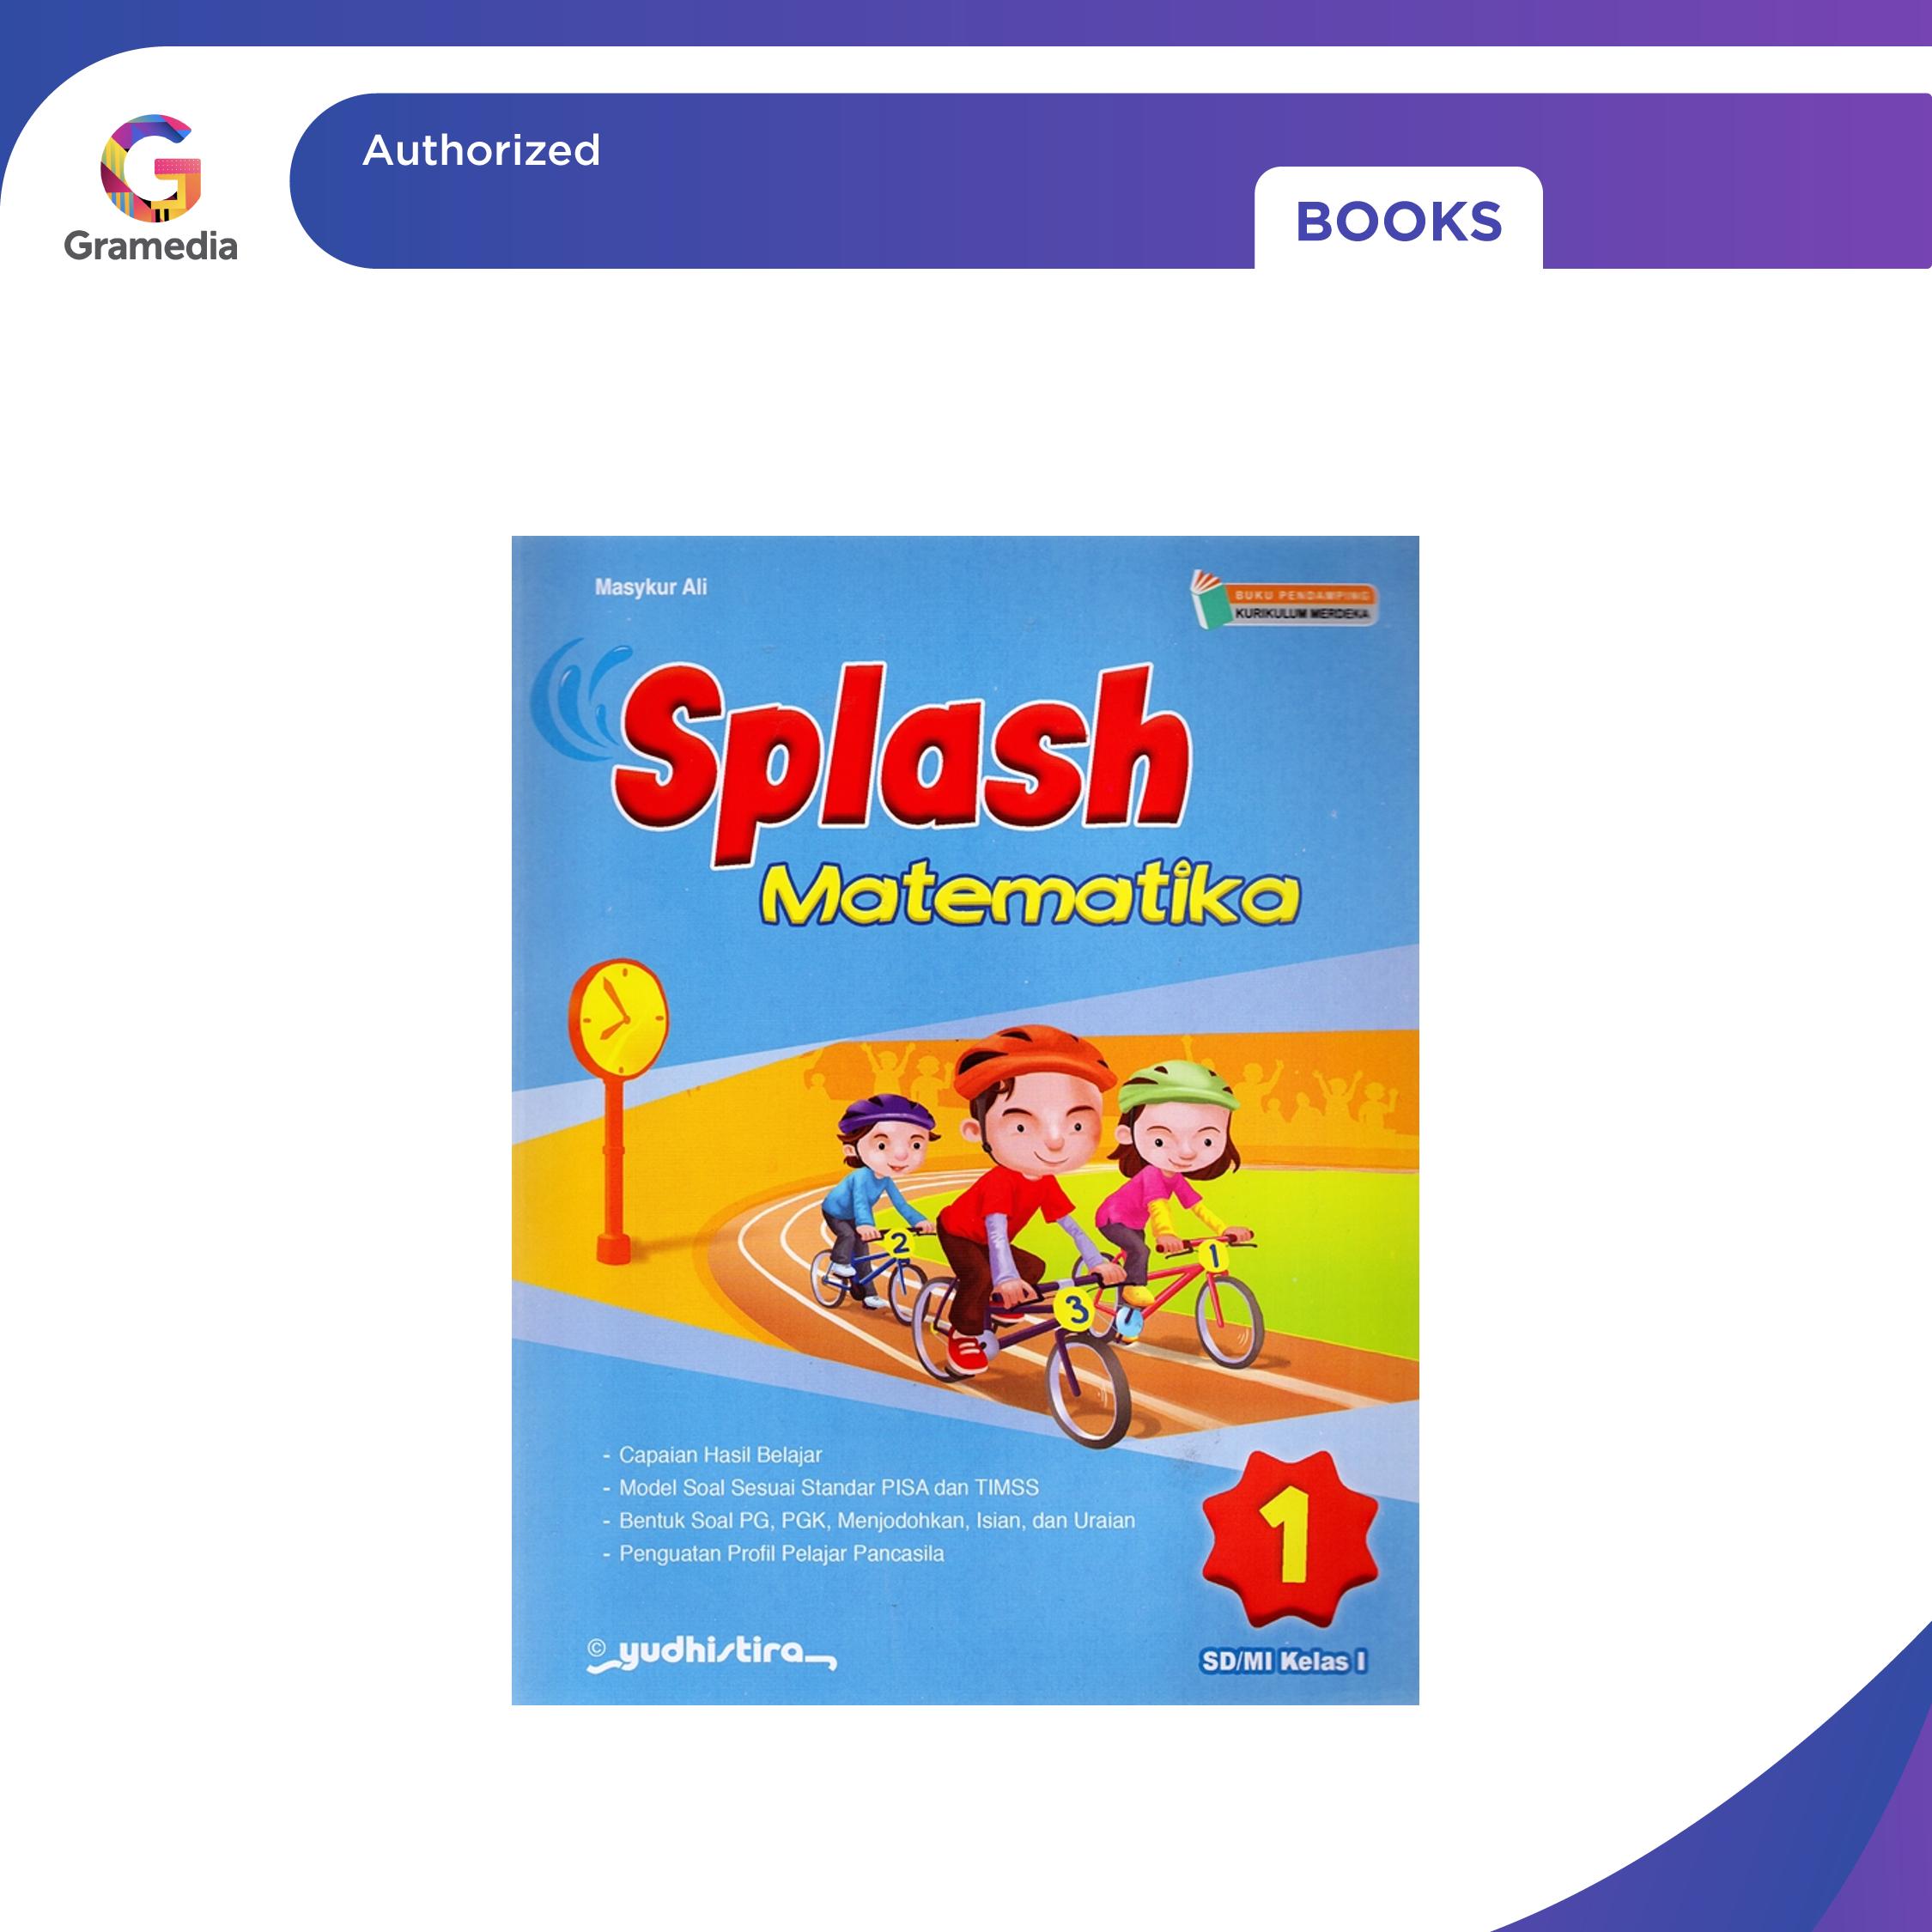 Gramedia
Authorized
BOOKS
Masykur Ali
BUKU PENDAMPING
KURIKULUM MERDEKA
Splash
Matematika
2
3
1
- Capaian Hasil Belajar
- Model Soal Sesuai Standar PISA dan TIMSS
- Bentuk Soal PG, PGK, Menjodohkan, Isian, dan Uraian
- Penguatan Profil Pelajar Pancasila
1
© yudhistira
SD/MI Kelas I